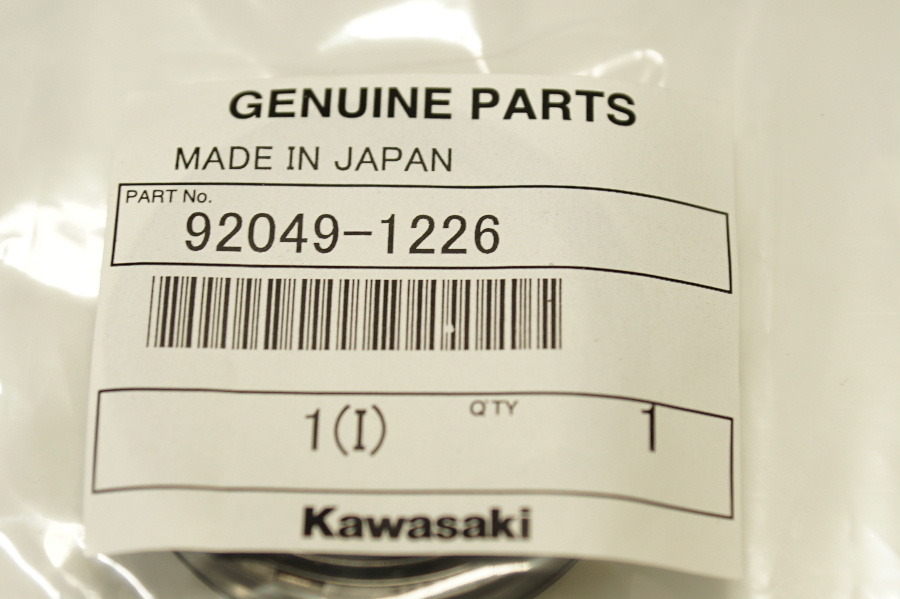 GENUINE PARTS
MADE IN JAPAN
PART No.
92049-1226
1(I) Q'TY 1
Kawasaki